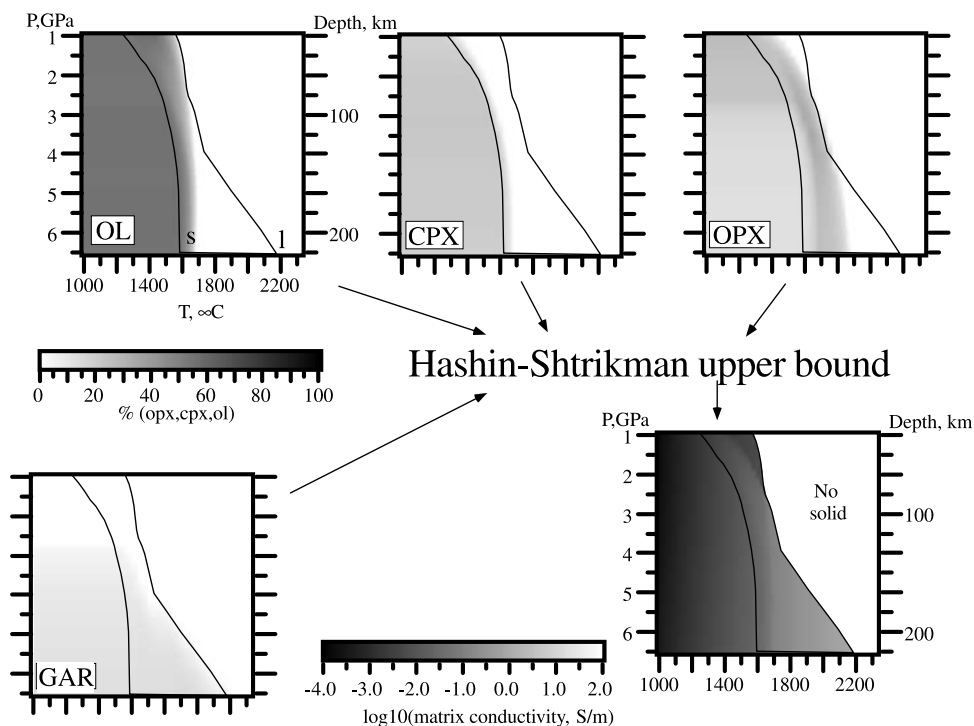 P,GPa
Depth, km
1
2
3
4
5
6
100
200
OL
s
l
CPX
OPX
1000 1400 1800 2200
T, ∞C
0 20 40 60 80 100
% (opx,cpx,ol)
Hashin-Shtrikman upper bound
P,GPa
Depth, km
1
2
3
4
5
6
No
solid
100
200
1000 1400 1800 2200
GAR
-4.0 -3.0 -2.0 -1.0 0.0 1.0 2.0
log10(matrix conductivity, S/m)